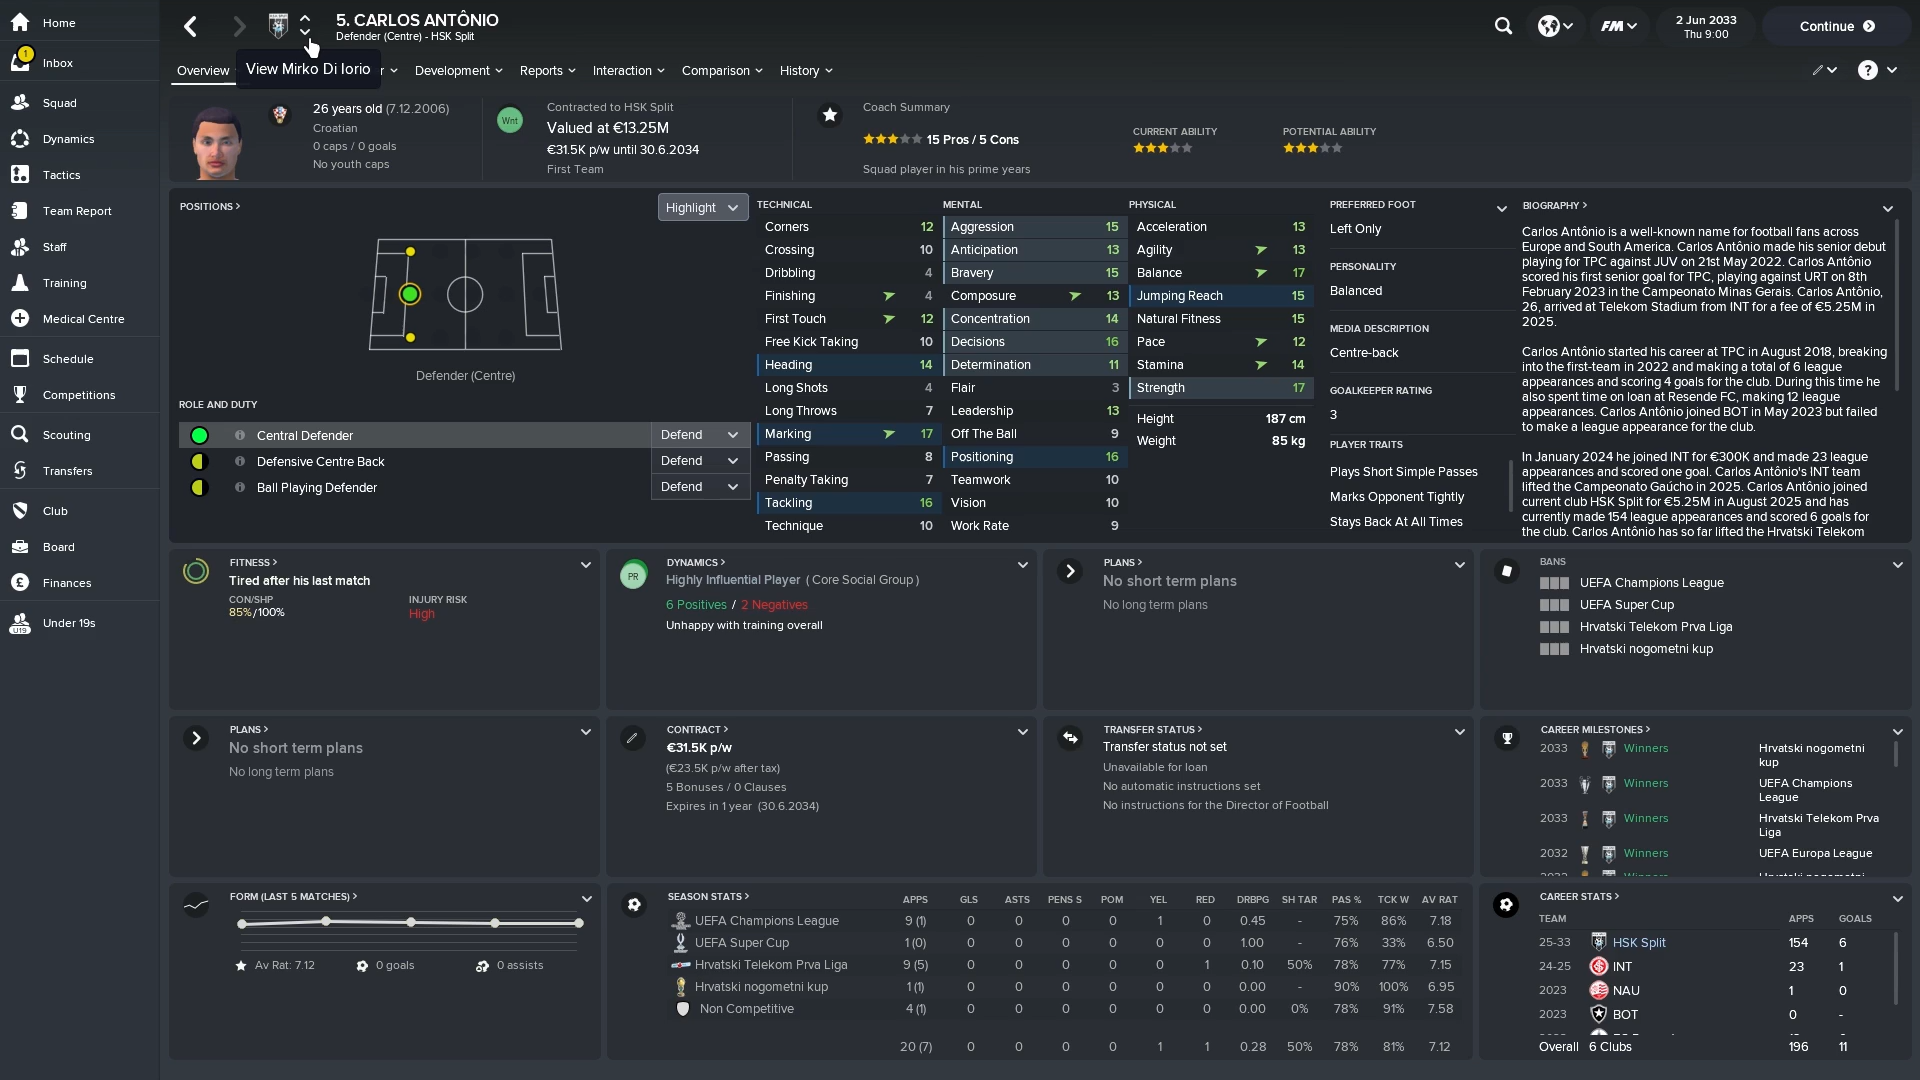 Home
1
Inbox
Squad
Dynamics
Tactics
Team Report
Staff
Training
Medical Centre
Schedule
Competitions
Scouting
Transfers
Club
Board
Finances
U19
Under 19s
5. CARLOS ANTÔNIO
Defender (Centre) - HSK Split
FM
2 Jun 2033
Thu 9:00
Continue
Overview
View Mirko Di Iorio
Development
Reports
Interaction
Comparison
History
?
26 years old (7.12.2006)
Croatian
0 caps / 0 goals
No youth caps
Wnt
Contracted to HSK Split
Valued at €13.25M
€31.5K p/w until 30.6.2034
First Team
Coach Summary
15 Pros / 5 Cons
Squad player in his prime years
CURRENT ABILITY
POTENTIAL ABILITY
POSITIONS >
Highlight
Defender (Centre)
ROLE AND DUTY
Central Defender Defend
Defensive Centre Back Defend
Ball Playing Defender Defend
TECHNICAL
Corners 12
Crossing 10
Dribbling 4
Finishing 4
First Touch 12
Free Kick Taking 10
Heading 14
Long Shots 4
Long Throws 7
Marking 17
Passing 8
Penalty Taking 7
Tackling 16
Technique 10
MENTAL
Aggression 15
Anticipation 13
Bravery 15
Composure 13
Concentration 14
Decisions 16
Determination 11
Flair 3
Leadership 13
Off The Ball 9
Positioning 16
Teamwork 10
Vision 10
Work Rate 9
PHYSICAL
Acceleration 13
Agility 13
Balance 17
Jumping Reach 15
Natural Fitness 15
Pace 12
Stamina 14
Strength 17
Height 187 cm
Weight 85 kg
PREFERRED FOOT
Left Only
PERSONALITY
Balanced
MEDIA DESCRIPTION
Centre-back
GOALKEEPER RATING
3
PLAYER TRAITS
Plays Short Simple Passes
Marks Opponent Tightly
Stays Back At All Times
BIOGRAPHY >
Carlos Antônio is a well-known name for football fans across
Europe and South America. Carlos Antônio made his senior debut
playing for TPC against JUV on 21st May 2022. Carlos Antônio
scored his first senior goal for TPC, playing against URT on 8th
February 2023 in the Campeonato Minas Gerais. Carlos Antônio,
26, arrived at Telekom Stadium from INT for a fee of €5.25M in
2025.
Carlos Antônio started his career at TPC in August 2018, breaking
into the first-team in 2022 and making a total of 6 league
appearances and scoring 4 goals for the club. During this time he
also spent time on loan at Resende FC, making 12 league
appearances. Carlos Antônio joined BOT in May 2023 but failed
to make a league appearance for the club.
In January 2024 he joined INT for €300K and made 23 league
appearances and scored one goal. Carlos Antônio's INT team
lifted the Campeonato Gaúcho in 2025. Carlos Antônio joined
current club HSK Split for €5.25M in August 2025 and has
currently made 154 league appearances and scored 6 goals for
the club. Carlos Antônio has so far lifted the Hrvatski Telekom
FITNESS >
Tired after his last match
CON/SHP
85%/100%
INJURY RISK
High
PR
DYNAMICS >
Highly Influential Player ( Core Social Group )
6 Positives / 2 Negatives
Unhappy with training overall
PLANS >
No short term plans
No long term plans
BANS
UEFA Champions League
UEFA Super Cup
Hrvatski Telekom Prva Liga
Hrvatski nogometni kup
PLANS >
No short term plans
No long term plans
CONTRACT >
€31.5K p/w
(€23.5K p/w after tax)
5 Bonuses / 0 Clauses
Expires in 1 year (30.6.2034)
TRANSFER STATUS >
Transfer status not set
Unavailable for loan
No automatic instructions set
No instructions for the Director of Football
CAREER MILESTONES >
2033 Winners Hrvatski nogometni
kup
2033 Winners UEFA Champions
League
2033 Winners Hrvatski Telekom Prva
Liga
2032 Winners UEFA Europa League
FORM (LAST 5 MATCHES) >
Av Rat: 7.12 0 goals 0 assists
SEASON STATS > APPS GLS ASTS PENS S POM YEL RED DRBPG SH TAR PAS % TCK W AV RAT
UEFA Champions League 9 (1) 0 0 0 0 1 0 0.45 - 75% 86% 7.18
UEFA Super Cup 1 (0) 0 0 0 0 0 0 1.00 - 76% 33% 6.50
Hrvatski Telekom Prva Liga 9 (5) 0 0 0 0 0 1 0.10 50% 78% 77% 7.15
Hrvatski nogometni kup 1 (1) 0 0 0 0 0 0 0.00 - 90% 100% 6.95
Non Competitive 4 (1) 0 0 0 0 0 0 0.00 0% 78% 91% 7.58
20 (7) 0 0 0 0 1 1 0.28 50% 78% 81% 7.12
CAREER STATS >
TEAM APPS GOALS
25-33 HSK Split 154 6
24-25 INT 23 1
2023 NAU 1 0
2023 BOT 0 -
Overall 6 Clubs 196 11